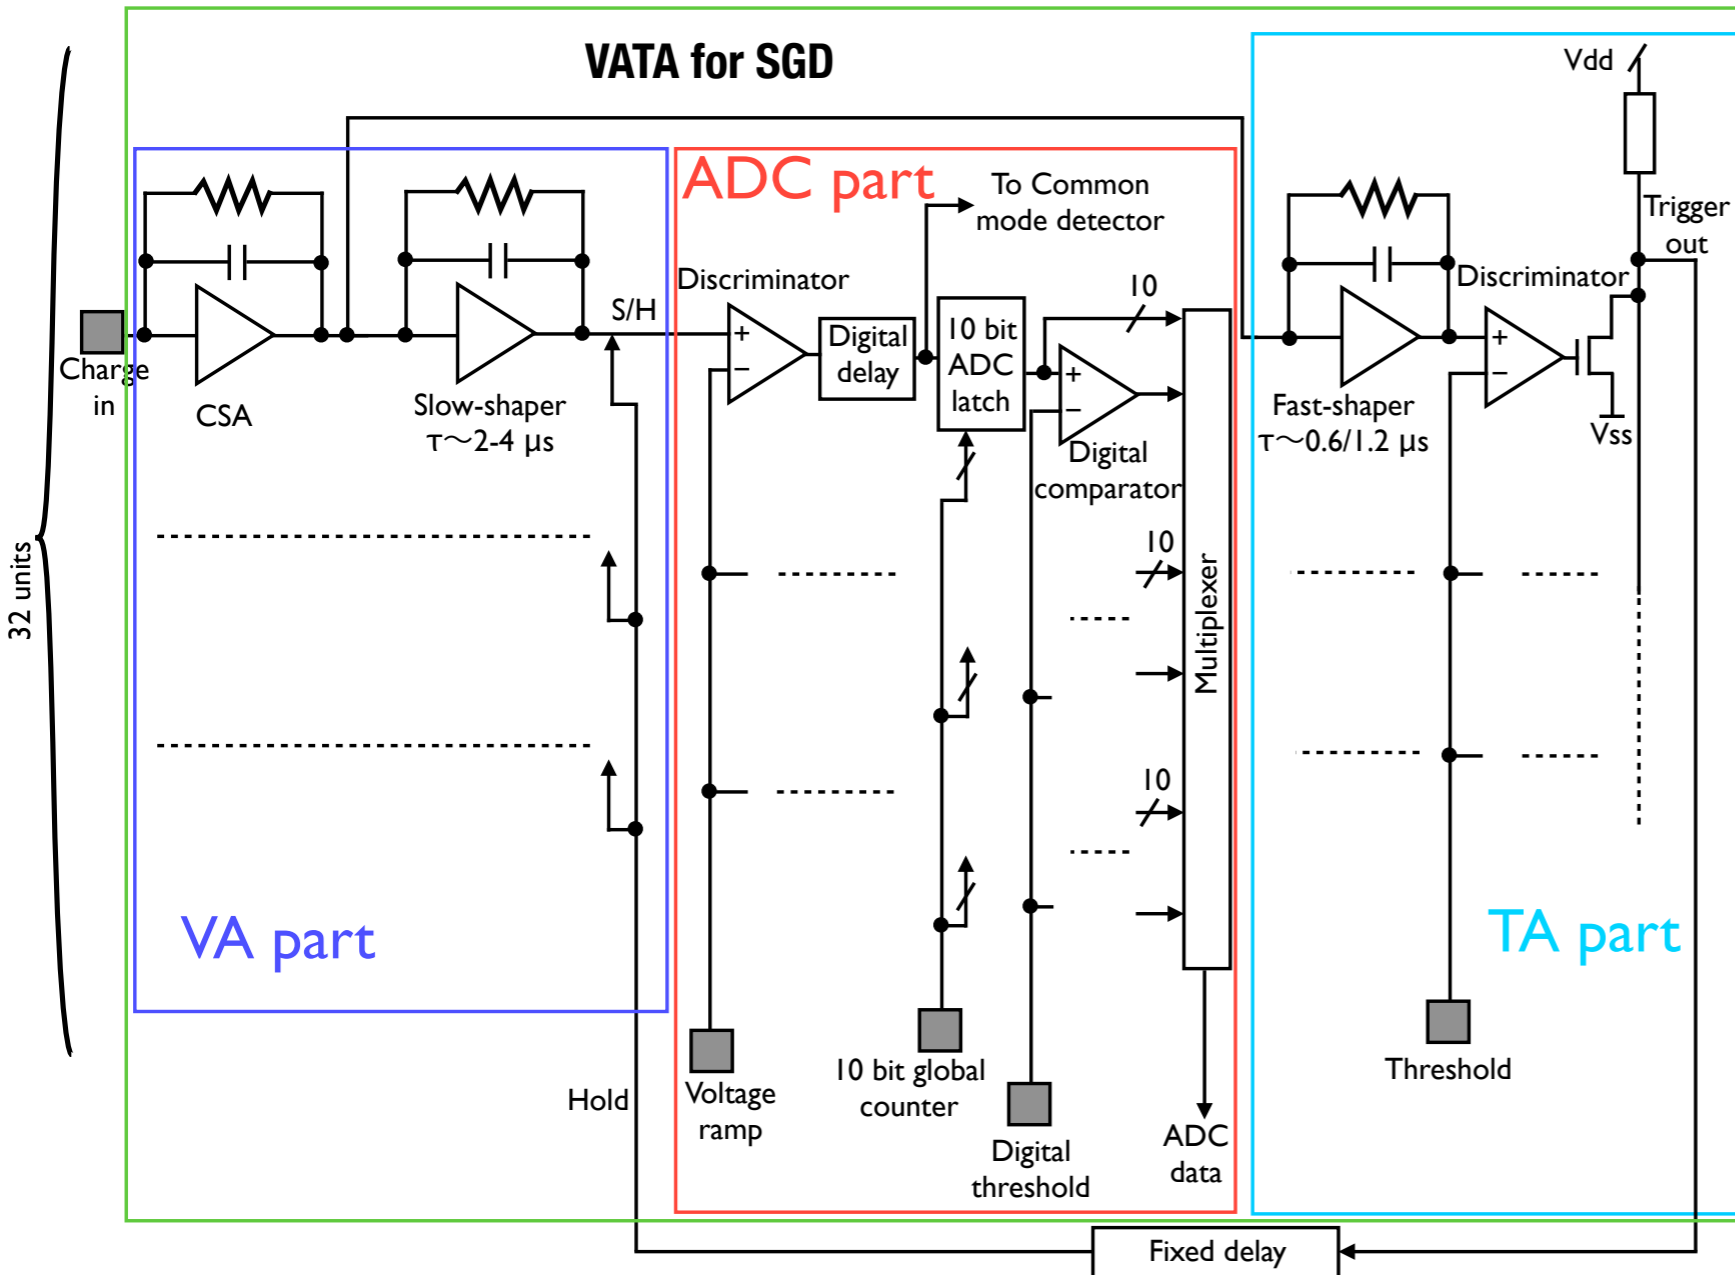 VATA for SGD
32 units
Charge
in
CSA
Slow-shaper
τ～2-4 μs
S/H
VA part
Hold
ADC part
To Common
mode detector
Discriminator
+
−
Digital
delay
10 bit
ADC
latch
10
+
−
Digital
comparator
10
10
Multiplexer
Voltage
ramp
10 bit global
counter
Digital
threshold
ADC
data
Vdd
Trigger
out
Discriminator
+
−
Vss
Fast-shaper
τ～0.6/1.2 μs
TA part
Threshold
Fixed delay